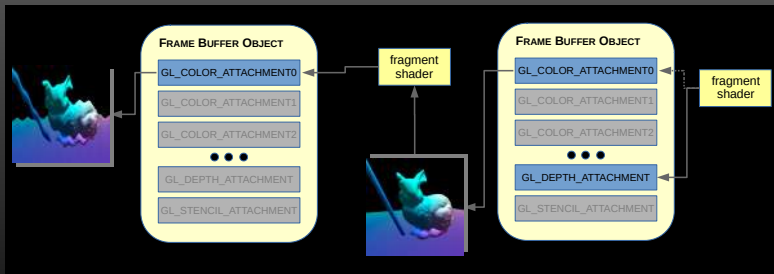 FRAME BUFFER OBJECT
GL_COLOR_ATTACHMENT0
GL_COLOR_ATTACHMENT1
GL_COLOR_ATTACHMENT2
GL_DEPTH_ATTACHMENT
GL_STENCIL_ATTACHMENT
fragment
shader
FRAME BUFFER OBJECT
GL_COLOR_ATTACHMENT0
GL_COLOR_ATTACHMENT1
GL_COLOR_ATTACHMENT2
GL_DEPTH_ATTACHMENT
GL_STENCIL_ATTACHMENT
fragment
shader